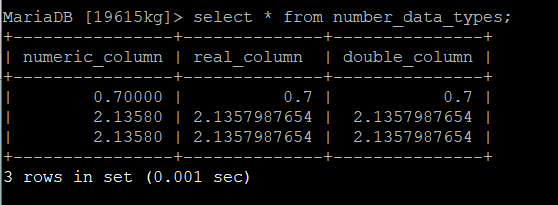 MariaDB [19615kg]> select * from number_data_types;
+----------------+--------------+---------------+
| numeric_column | real_column  | double_column |
+----------------+--------------+---------------+
|        0.70000 |          0.7 |           0.7 |
|        2.13580 | 2.1357987654 |  2.1357987654 |
|        2.13580 | 2.1357987654 |  2.1357987654 |
+----------------+--------------+---------------+
3 rows in set (0.001 sec)